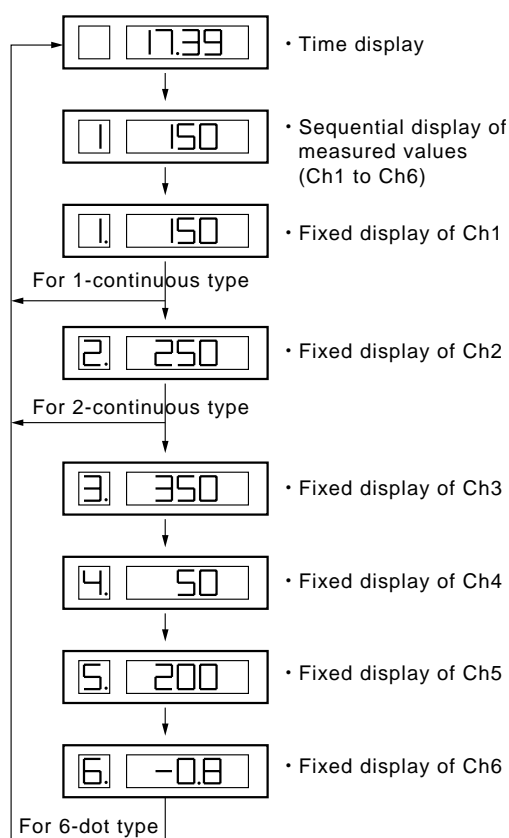 17.39 ・Time display
1 150 ・Sequential display of
measured values
(Ch1 to Ch6)
1. 150 ・Fixed display of Ch1
For 1-continuous type
2. 250 ・Fixed display of Ch2
For 2-continuous type
3. 350 ・Fixed display of Ch3
4. 50 ・Fixed display of Ch4
5. 200 ・Fixed display of Ch5
6. -0.8 ・Fixed display of Ch6
For 6-dot type